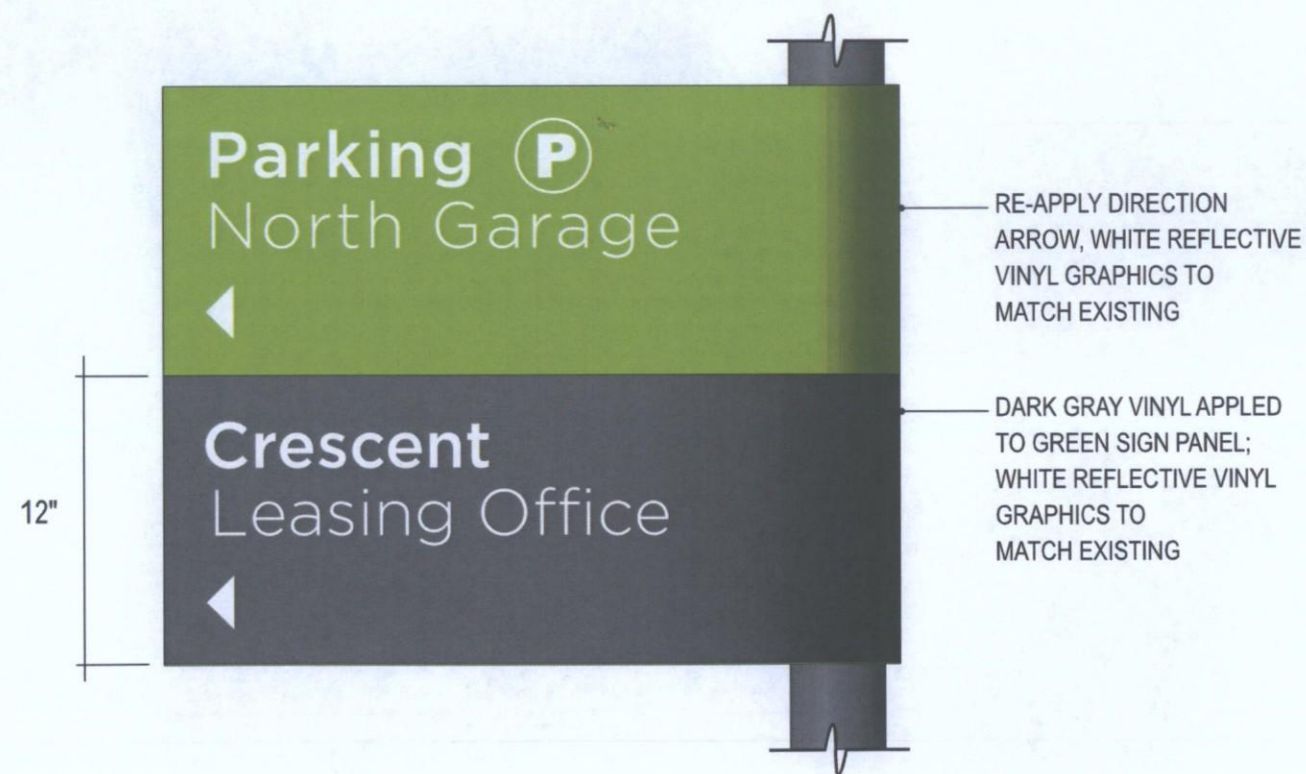 Parking P
North Garage
Crescent
Leasing Office
12"
RE-APPLY DIRECTION
ARROW, WHITE REFLECTIVE
VINYL GRAPHICS TO
MATCH EXISTING
DARK GRAY VINYL APPLED
TO GREEN SIGN PANEL;
WHITE REFLECTIVE VINYL
GRAPHICS TO
MATCH EXISTING